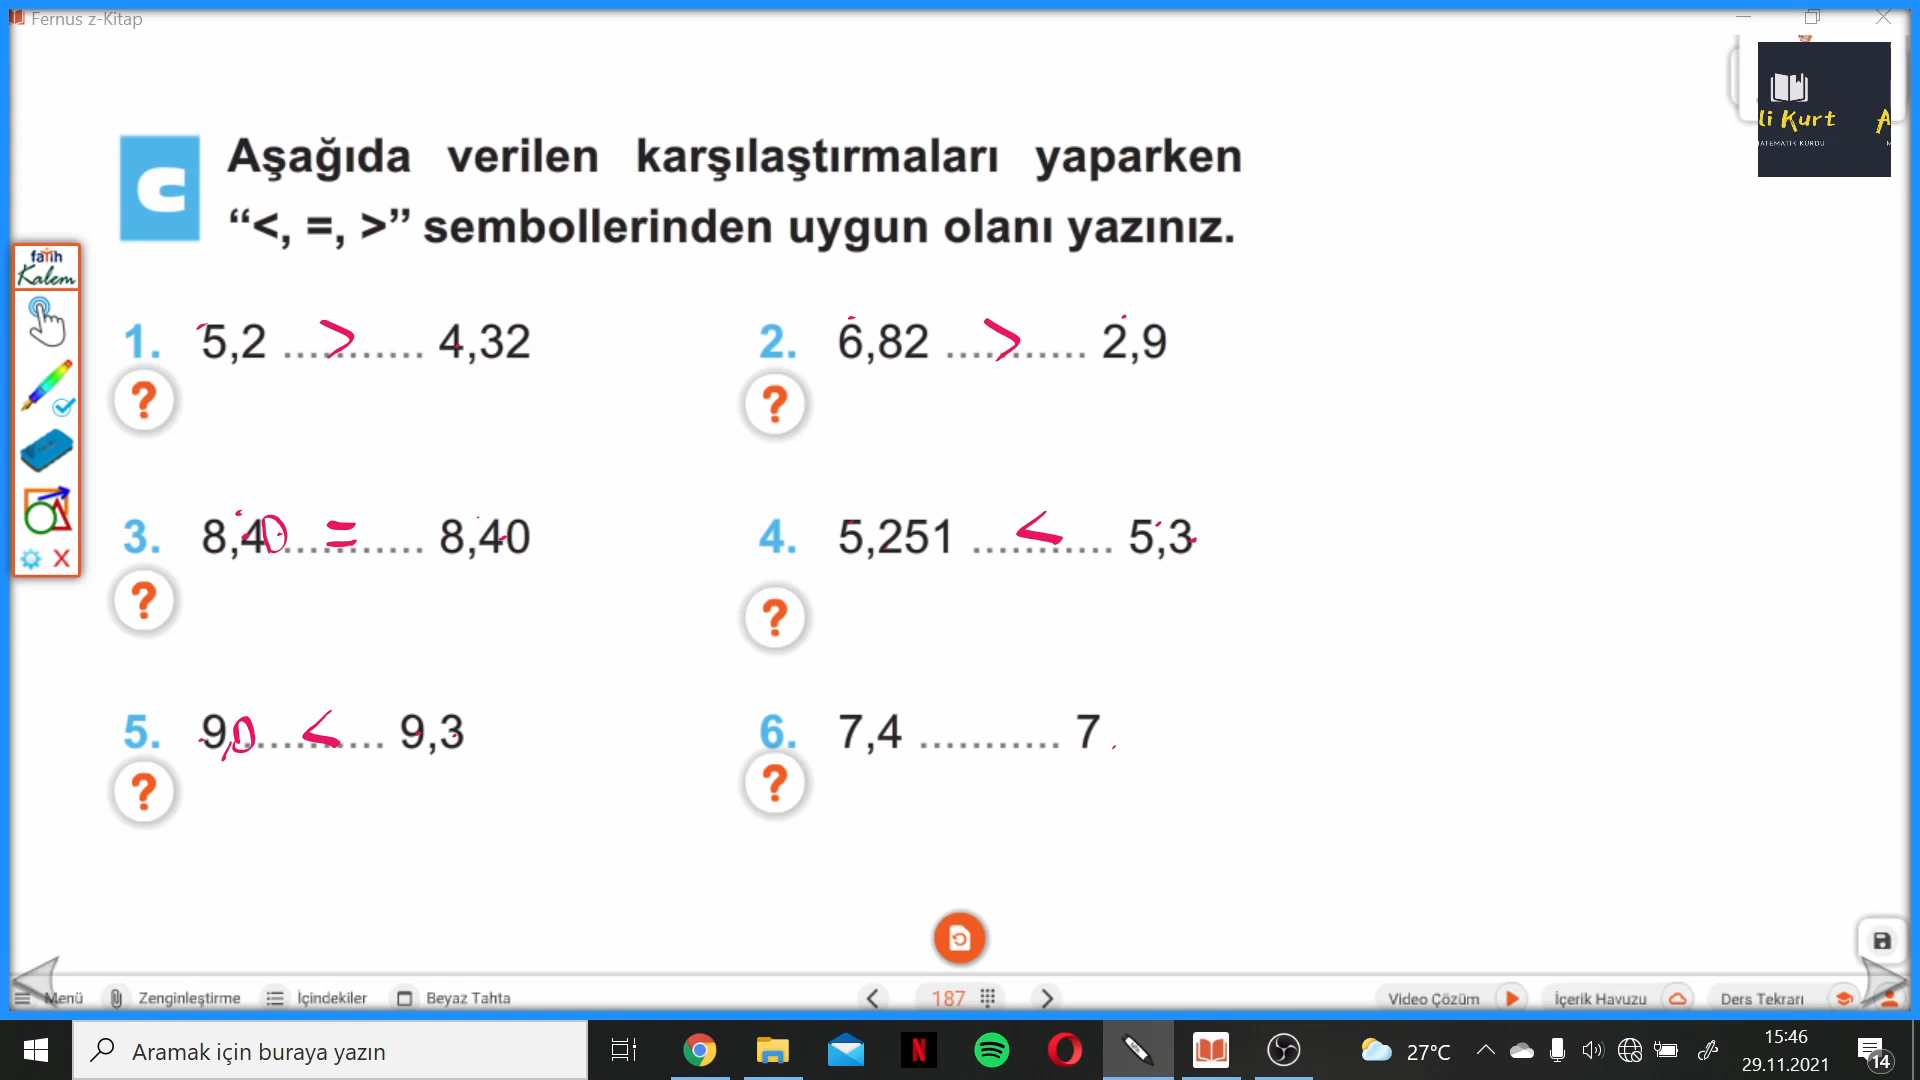 Fernus z-Kitap
li Kurt A
MATEMATİK KURDU M
C
Aşağıda verilen karşılaştırmaları yaparken
“<, =, >” sembollerinden uygun olanı yazınız.
fatih
Kalem
1. 5,2 ....>....... 4,32
2. 6,82 ....>....... 2,9
?
?
3. 8,40 ....=....... 8,40
4. 5,251 ....<....... 5,3
?
?
5. 9,0 ....<....... 9,3
6. 7,4 ........... 7
?
?
Menü Zenginleştirme İçindekiler Beyaz Tahta 187 Video Çözüm İçerik Havuzu Ders Tekrarı
Aramak için buraya yazın 27°C 15:46
29.11.2021 14